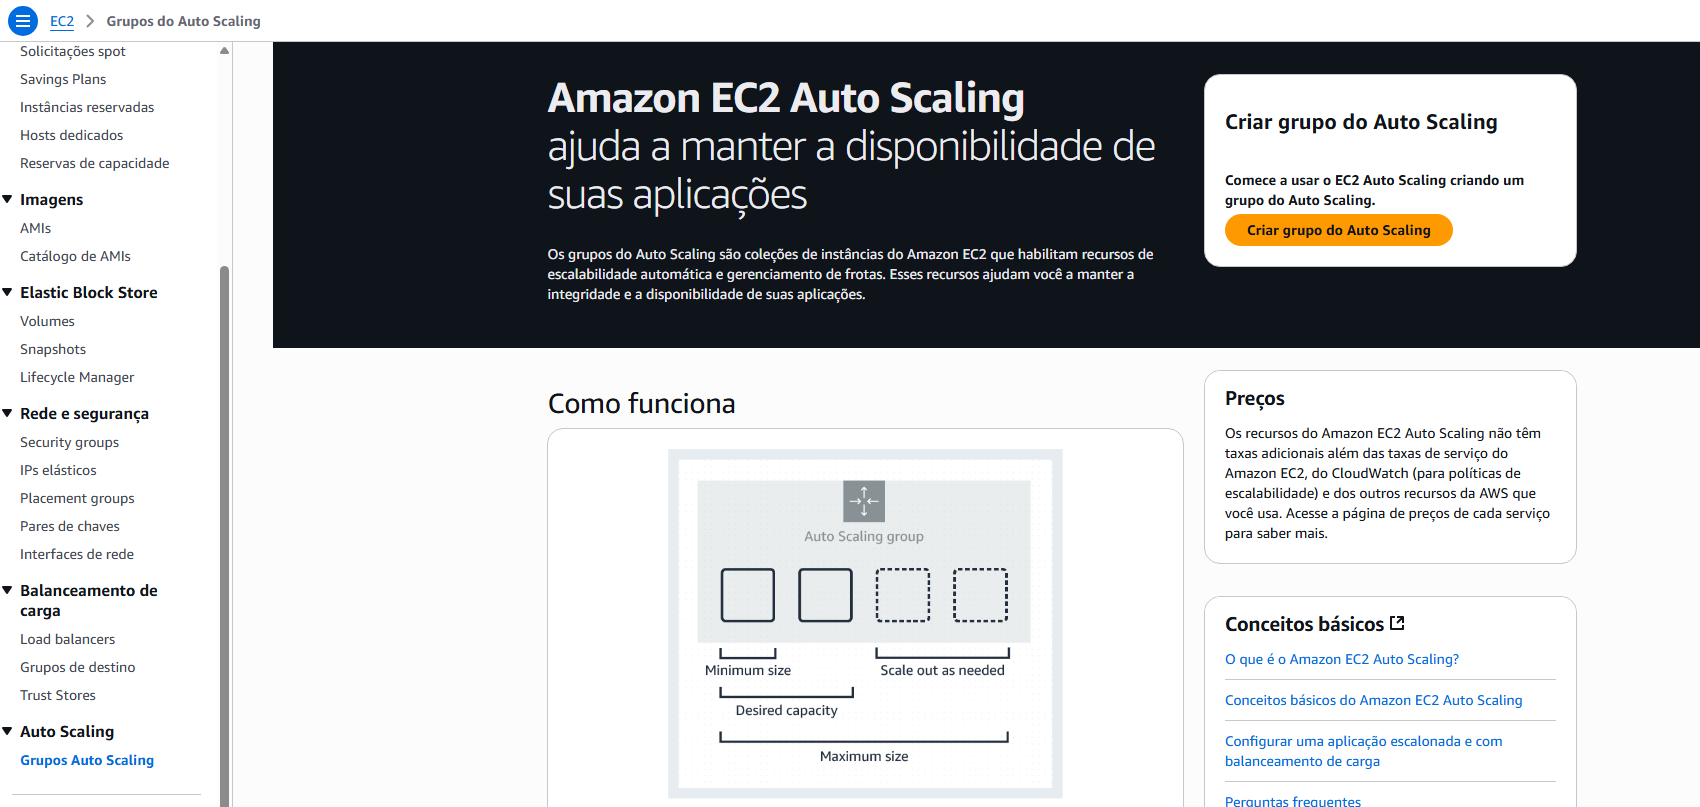 EC2
Grupos do Auto Scaling
Solicitações spot
Savings Plans
Instâncias reservadas
Hosts dedicados
Reservas de capacidade
Imagens
AMIs
Catálogo de AMIs
Elastic Block Store
Volumes
Snapshots
Lifecycle Manager
Rede e segurança
Security groups
IPs elásticos
Placement groups
Pares de chaves
Interfaces de rede
Balanceamento de
carga
Load balancers
Grupos de destino
Trust Stores
Auto Scaling
Grupos Auto Scaling
Amazon EC2 Auto Scaling
ajuda a manter a disponibilidade de
suas aplicações
Os grupos do Auto Scaling são coleções de instâncias do Amazon EC2 que habilitam recursos de
escalabilidade automática e gerenciamento de frotas. Esses recursos ajudam você a manter a
integridade e a disponibilidade de suas aplicações.
Criar grupo do Auto Scaling
Comece a usar o EC2 Auto Scaling criando um
grupo do Auto Scaling.
Criar grupo do Auto Scaling
Como funciona
Auto Scaling group
Minimum size
Scale out as needed
Desired capacity
Maximum size
Preços
Os recursos do Amazon EC2 Auto Scaling não têm
taxas adicionais além das taxas de serviço do
Amazon EC2, do CloudWatch (para políticas de
escalabilidade) e dos outros recursos da AWS que
você usa. Acesse a página de preços de cada serviço
para saber mais.
Conceitos básicos
O que é o Amazon EC2 Auto Scaling?
Conceitos básicos do Amazon EC2 Auto Scaling
Configurar uma aplicação escalonada e com
balanceamento de carga
Perguntas frequentes